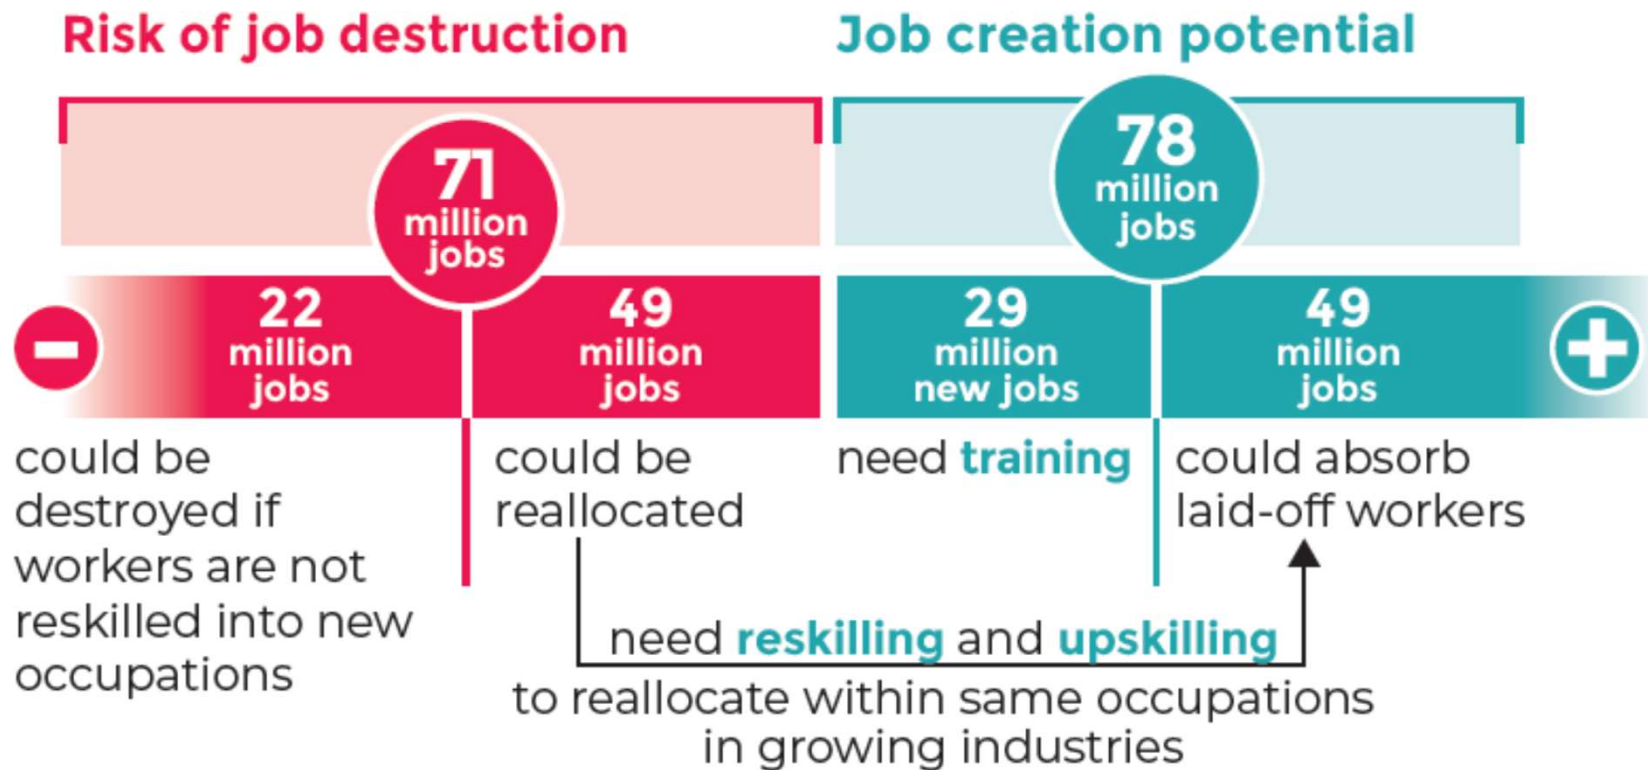 Risk of job destruction
71
million
jobs
22
million
jobs
49
million
jobs
could be
destroyed if
workers are not
reskilled into new
occupations
could be
reallocated
Job creation potential
78
million
jobs
29
million
new jobs
49
million
jobs
need training
could absorb
laid-off workers
need reskilling and upskilling
to reallocate within same occupations
in growing industries